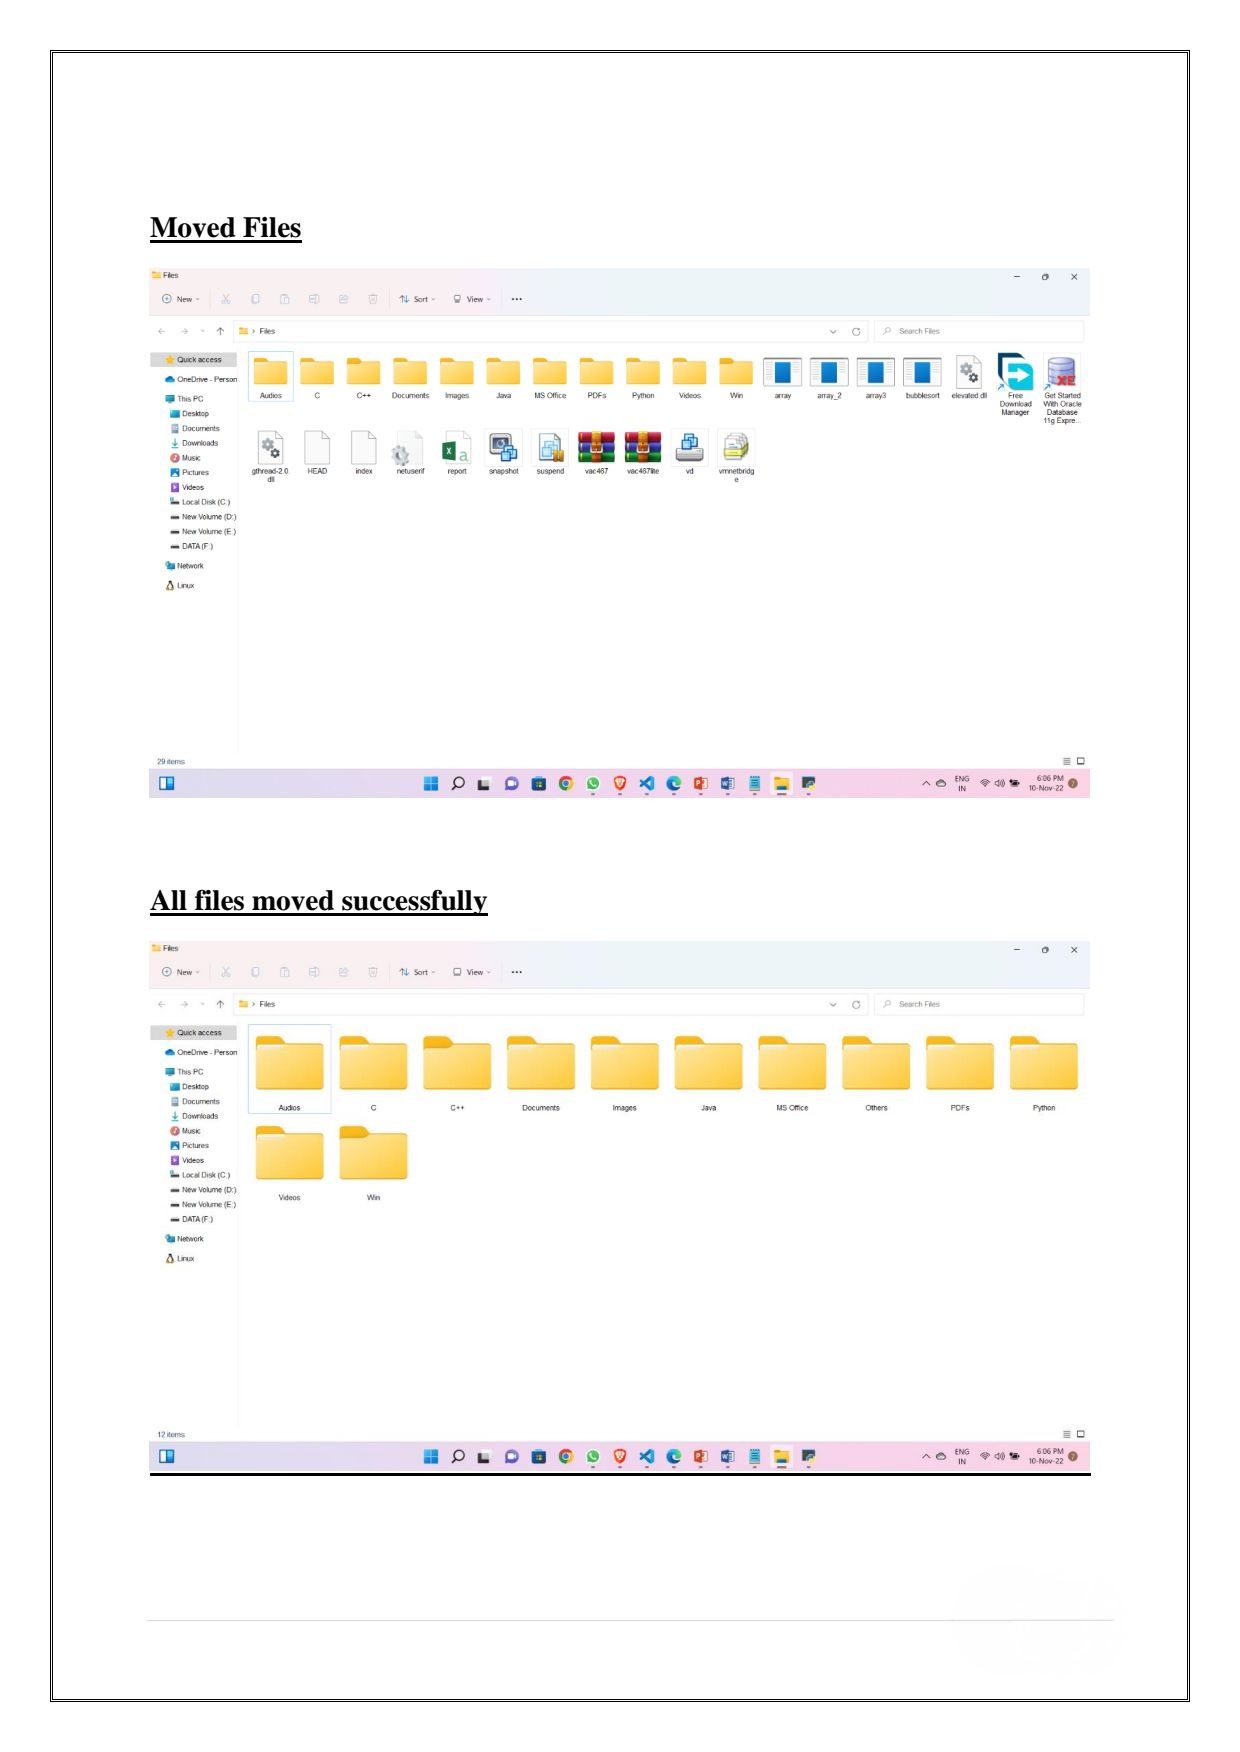 Moved Files
Files
New Sort View
Files Search Files
Quick access
OneDrive - Person
This PC
Desktop
Documents
Downloads
Music
Pictures
Videos
Local Disk (C:)
New Volume (D:)
New Volume (E:)
DATA (F:)
Network
Linux
Audios C C++ Documents Images Java MS Office PDFs Python Videos Win array array_2 array3 bubblesort elevated.dll Free Download Manager Get Started With Oracle Database 11g Expre...
gthread-2.0.dll HEAD index netuserif report snapshot suspend vac467 vac467lite vd vmnetbridge
29 items
ENG IN 6:06 PM 10-Nov-22
All files moved successfully
Files
New Sort View
Files Search Files
Quick access
OneDrive - Person
This PC
Desktop
Documents
Downloads
Music
Pictures
Videos
Local Disk (C:)
New Volume (D:)
New Volume (E:)
DATA (F:)
Network
Linux
Audios C C++ Documents Images Java MS Office Others PDFs Python
Videos Win
12 items
ENG IN 6:06 PM 10-Nov-22